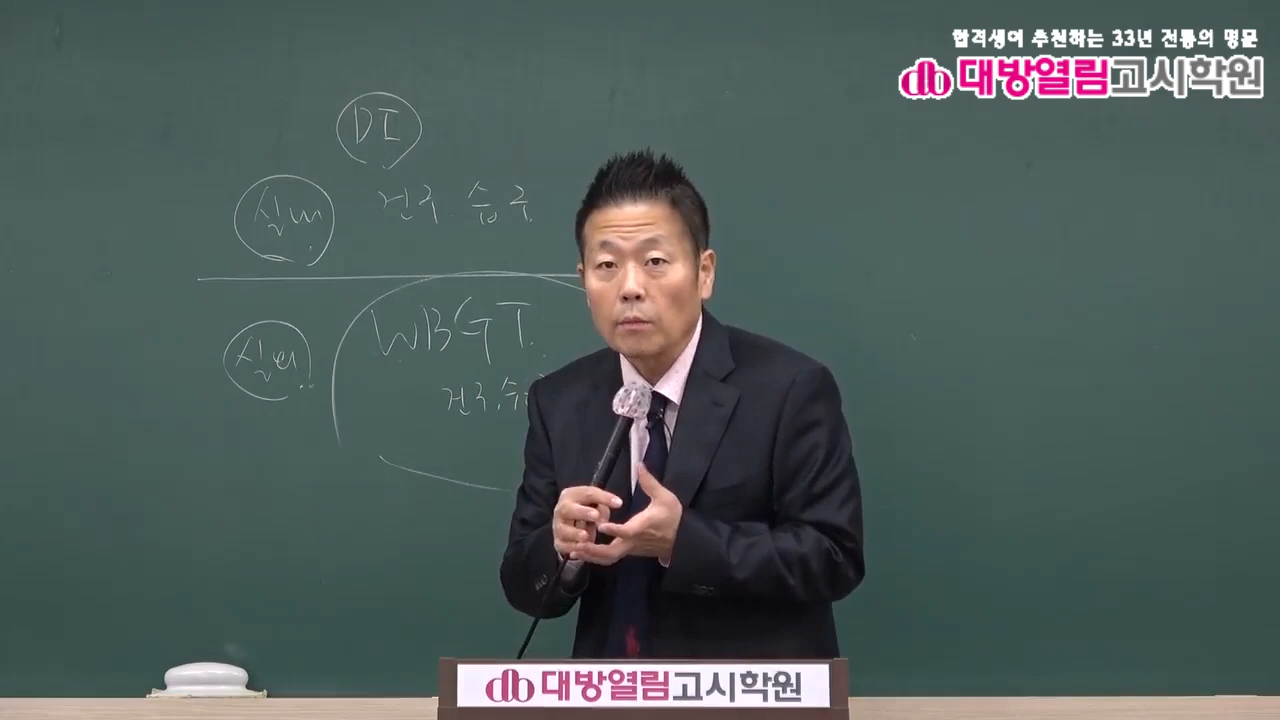 합격생이 추천하는 33년 전통의 명문
대방열림고시학원
DI
실내 건구. 습구.
실외 WBGT.
건구.
대방열림고시학원